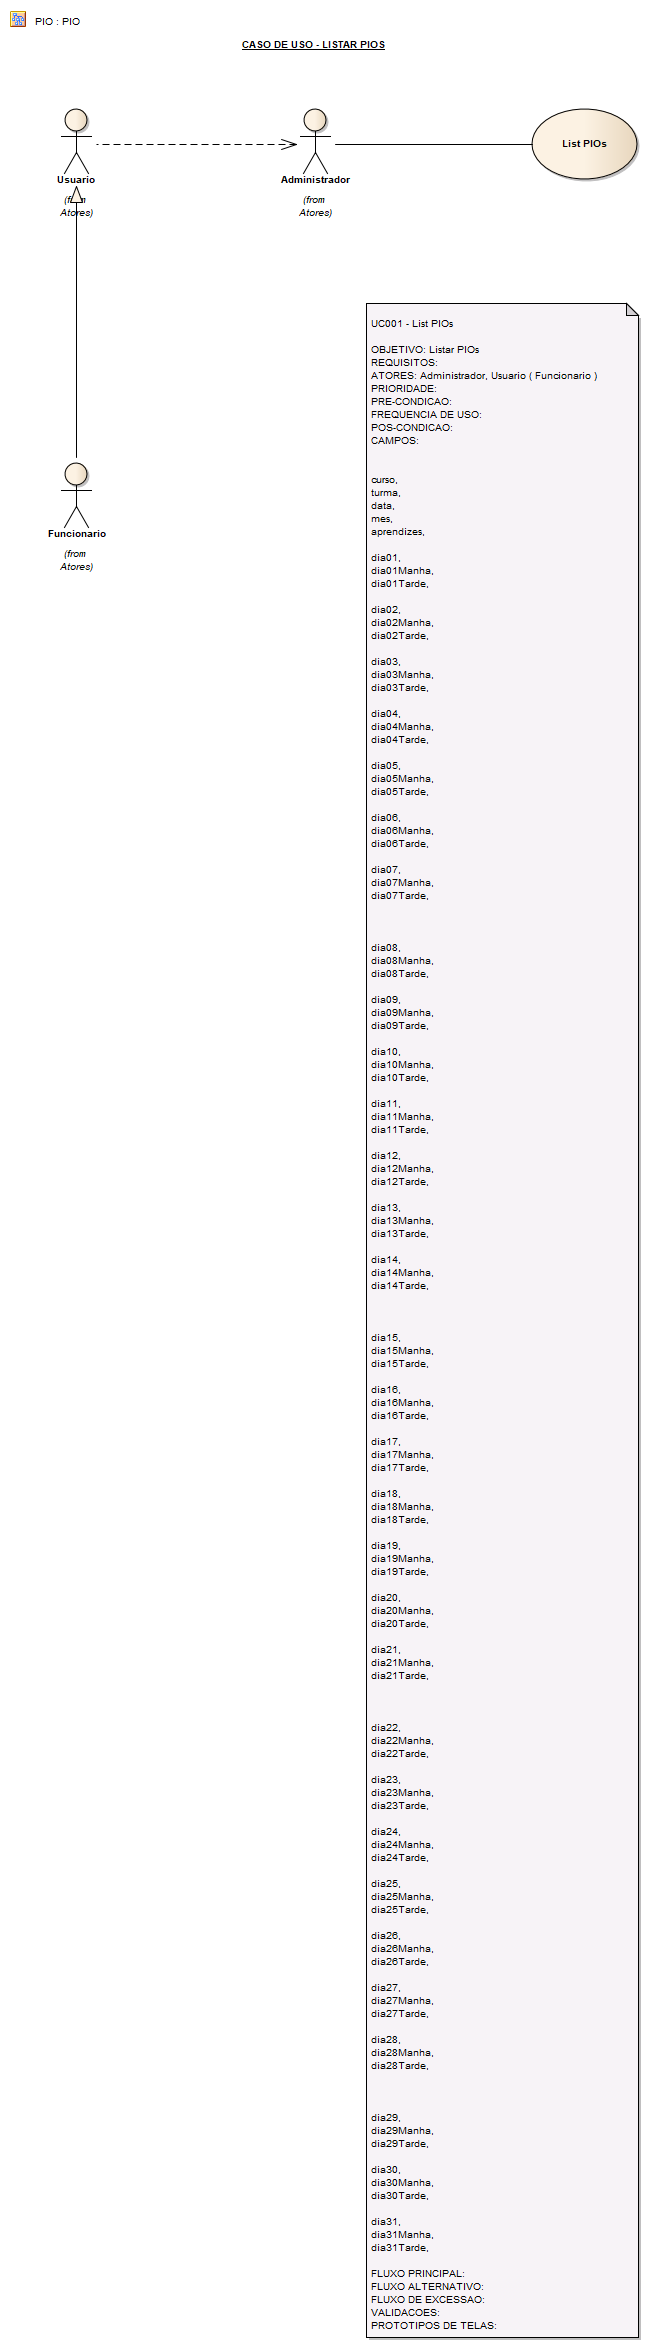 PIO : PIO
CASO DE USO - LISTAR PIOS
Usuario
(from
Atores)
Administrador
(from
Atores)
List PIOs
Funcionario
(from
Atores)
UC001 - List PIOs
OBJETIVO: Listar PIOs
REQUISITOS:
ATORES: Administrador, Usuario ( Funcionario )
PRIORIDADE:
PRE-CONDICAO:
FREQUENCIA DE USO:
POS-CONDICAO:
CAMPOS:
curso,
turma,
data,
mes,
aprendizes,
dia01,
dia01Manha,
dia01Tarde,
dia02,
dia02Manha,
dia02Tarde,
dia03,
dia03Manha,
dia03Tarde,
dia04,
dia04Manha,
dia04Tarde,
dia05,
dia05Manha,
dia05Tarde,
dia06,
dia06Manha,
dia06Tarde,
dia07,
dia07Manha,
dia07Tarde,
dia08,
dia08Manha,
dia08Tarde,
dia09,
dia09Manha,
dia09Tarde,
dia10,
dia10Manha,
dia10Tarde,
dia11,
dia11Manha,
dia11Tarde,
dia12,
dia12Manha,
dia12Tarde,
dia13,
dia13Manha,
dia13Tarde,
dia14,
dia14Manha,
dia14Tarde,
dia15,
dia15Manha,
dia15Tarde,
dia16,
dia16Manha,
dia16Tarde,
dia17,
dia17Manha,
dia17Tarde,
dia18,
dia18Manha,
dia18Tarde,
dia19,
dia19Manha,
dia19Tarde,
dia20,
dia20Manha,
dia20Tarde,
dia21,
dia21Manha,
dia21Tarde,
dia22,
dia22Manha,
dia22Tarde,
dia23,
dia23Manha,
dia23Tarde,
dia24,
dia24Manha,
dia24Tarde,
dia25,
dia25Manha,
dia25Tarde,
dia26,
dia26Manha,
dia26Tarde,
dia27,
dia27Manha,
dia27Tarde,
dia28,
dia28Manha,
dia28Tarde,
dia29,
dia29Manha,
dia29Tarde,
dia30,
dia30Manha,
dia30Tarde,
dia31,
dia31Manha,
dia31Tarde,
FLUXO PRINCIPAL:
FLUXO ALTERNATIVO:
FLUXO DE EXCESSAO:
VALIDACOES:
PROTOTIPOS DE TELAS: